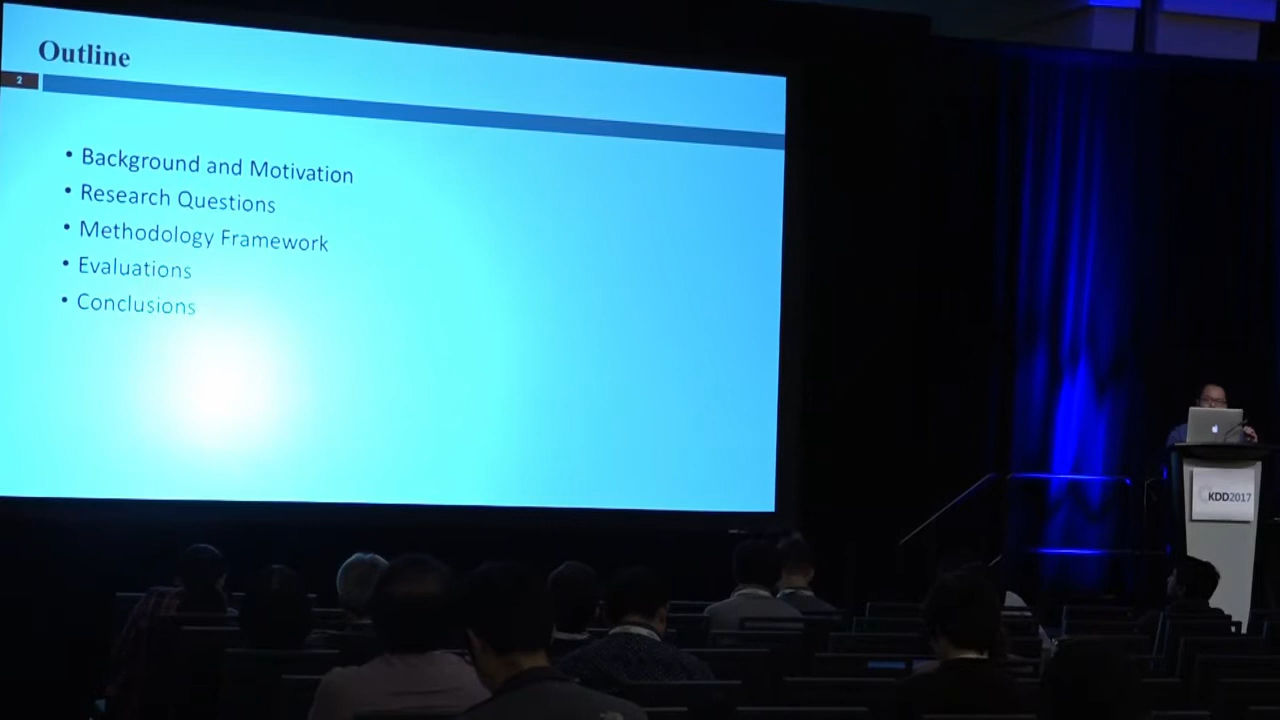 Outline
2
• Background and Motivation
• Research Questions
• Methodology Framework
• Evaluations
• Conclusions
KDD2017